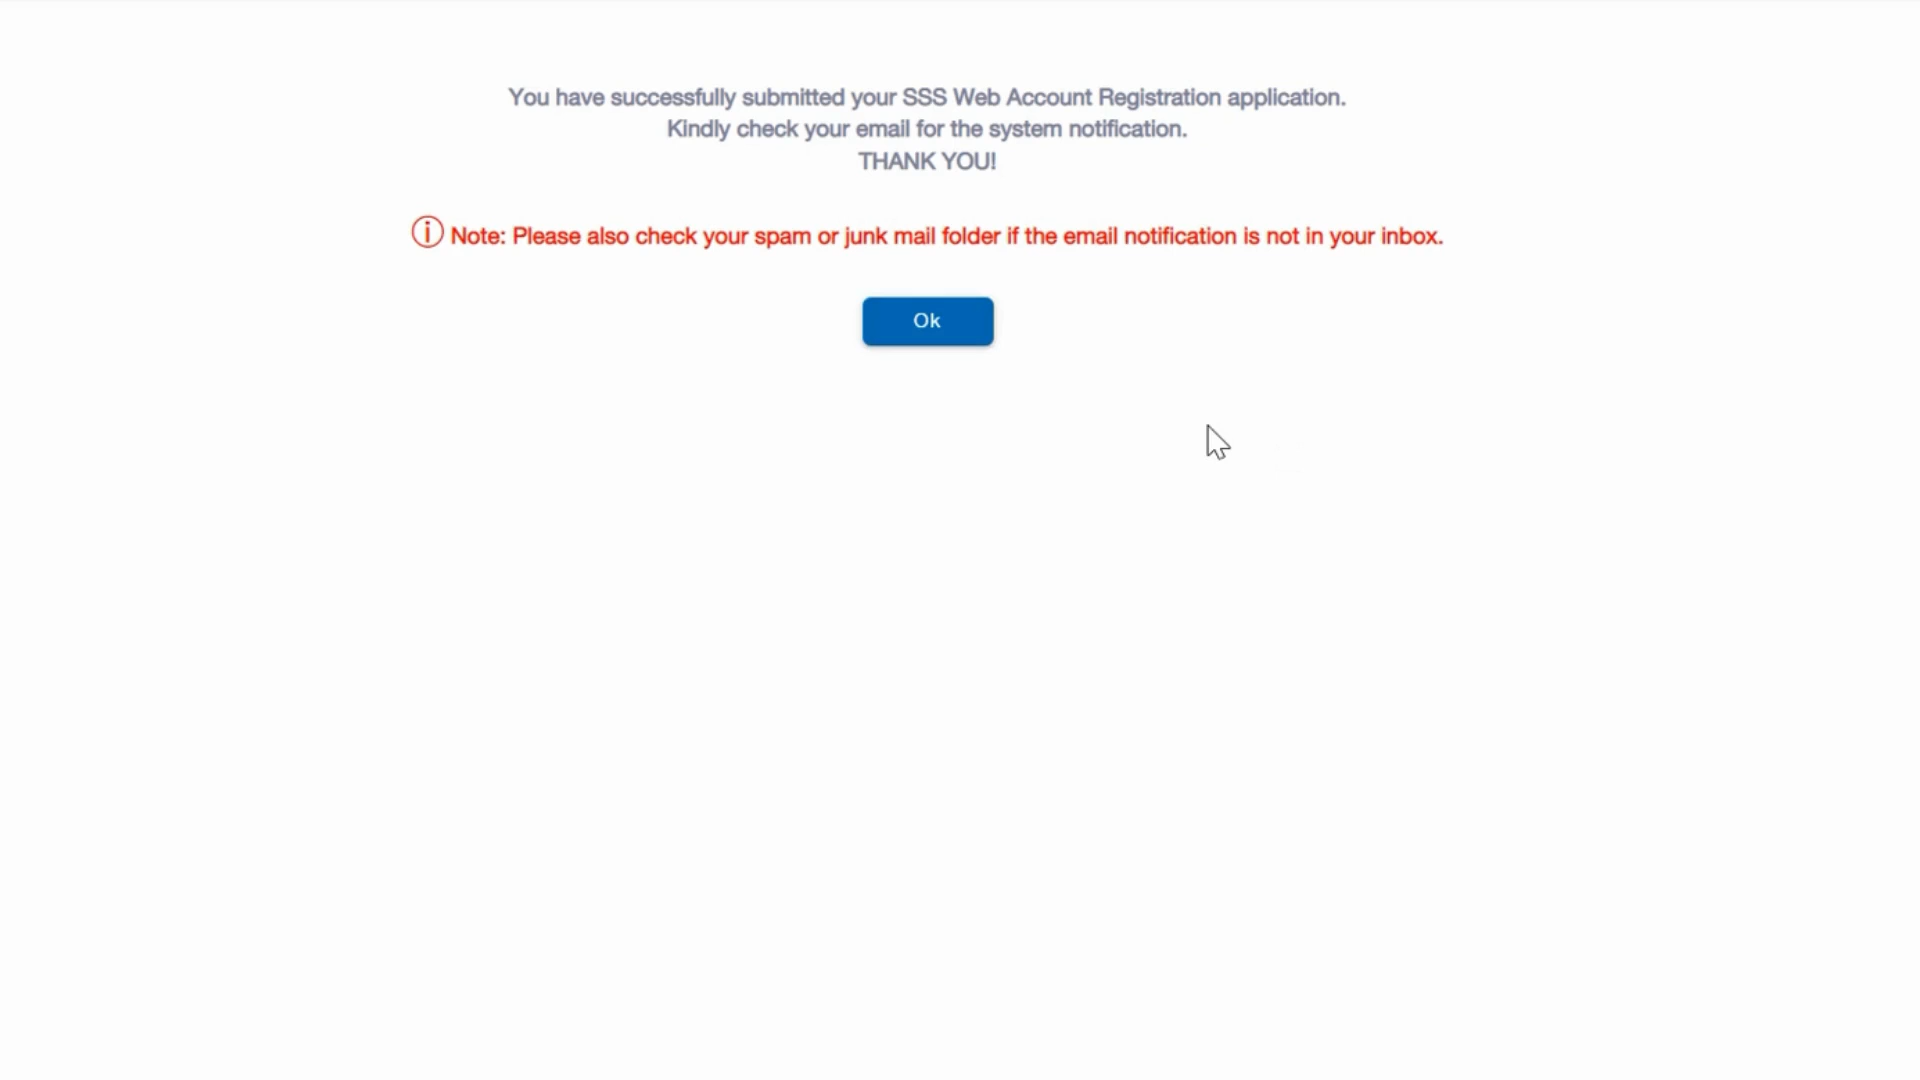 You have successfully submitted your SSS Web Account Registration application.
Kindly check your email for the system notification.
THANK YOU!
Note: Please also check your spam or junk mail folder if the email notification is not in your inbox.
Ok